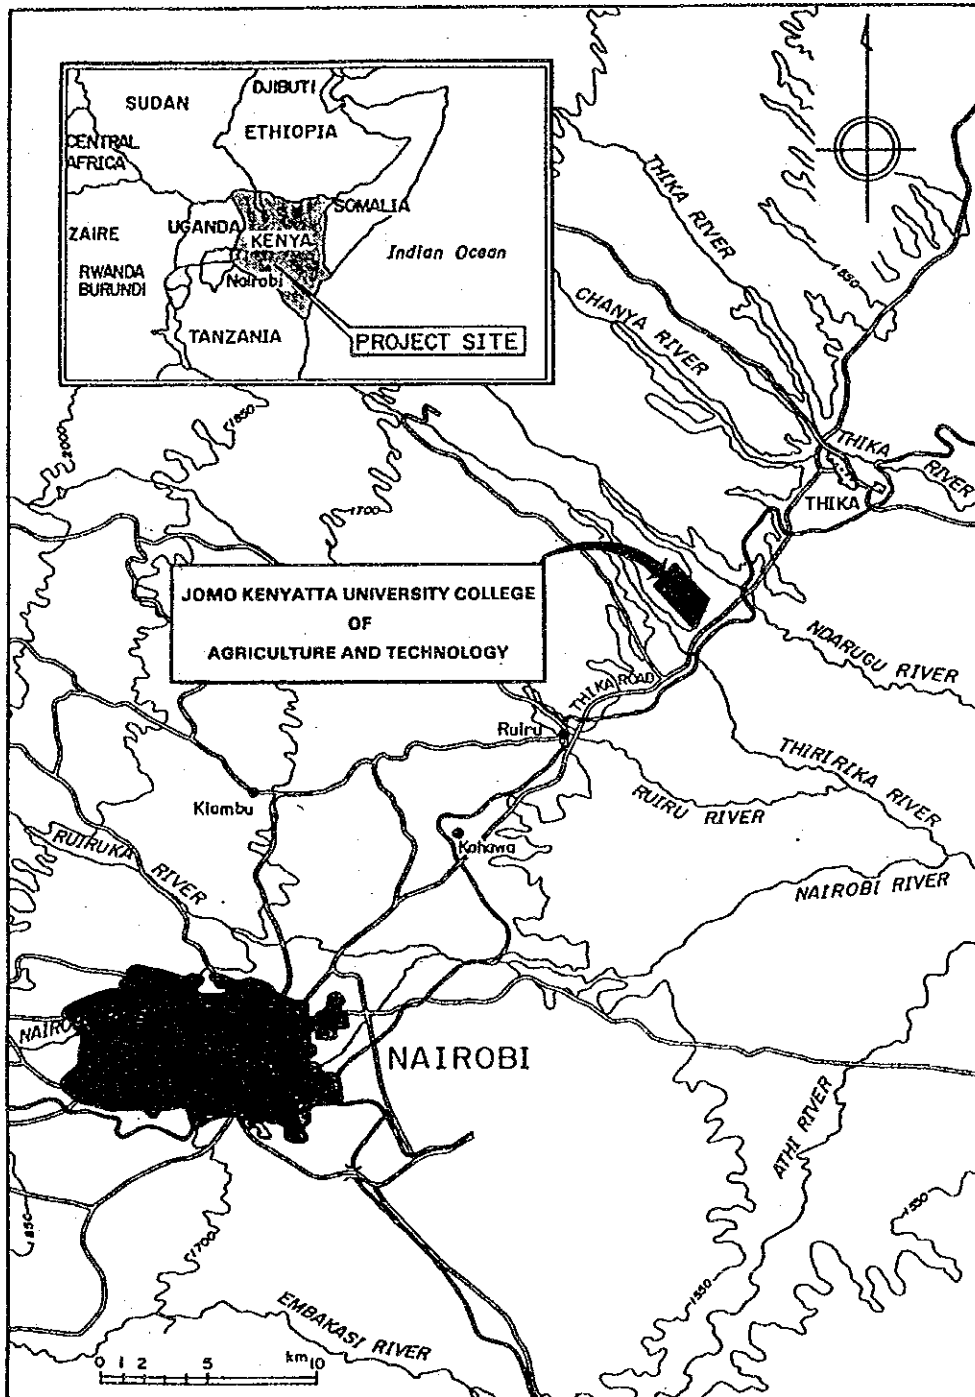 SUDAN
DJIBUTI
ETHIOPIA
CENTRAL
AFRICA
SOMALIA
UGANDA
KENYA
ZAIRE
Indian Ocean
RWANDA
BURUNDI
Nairobi
TANZANIA
PROJECT SITE
THIKA RIVER
1850
CHANYA RIVER
THIKA RIVER
THIKA
2000
1850
1700
JOMO KENYATTA UNIVERSITY COLLEGE
OF
AGRICULTURE AND TECHNOLOGY
NDARUGU RIVER
THIKA ROAD
Ruiru
THIRIRIKA RIVER
RUIRU RIVER
Kiambu
Kahawa
RUIRUKA RIVER
NAIROBI RIVER
NAIROBI
ATHI RIVER
1850
1700
1550
1550
EMBAKASI RIVER
0 1 2 5 km 10